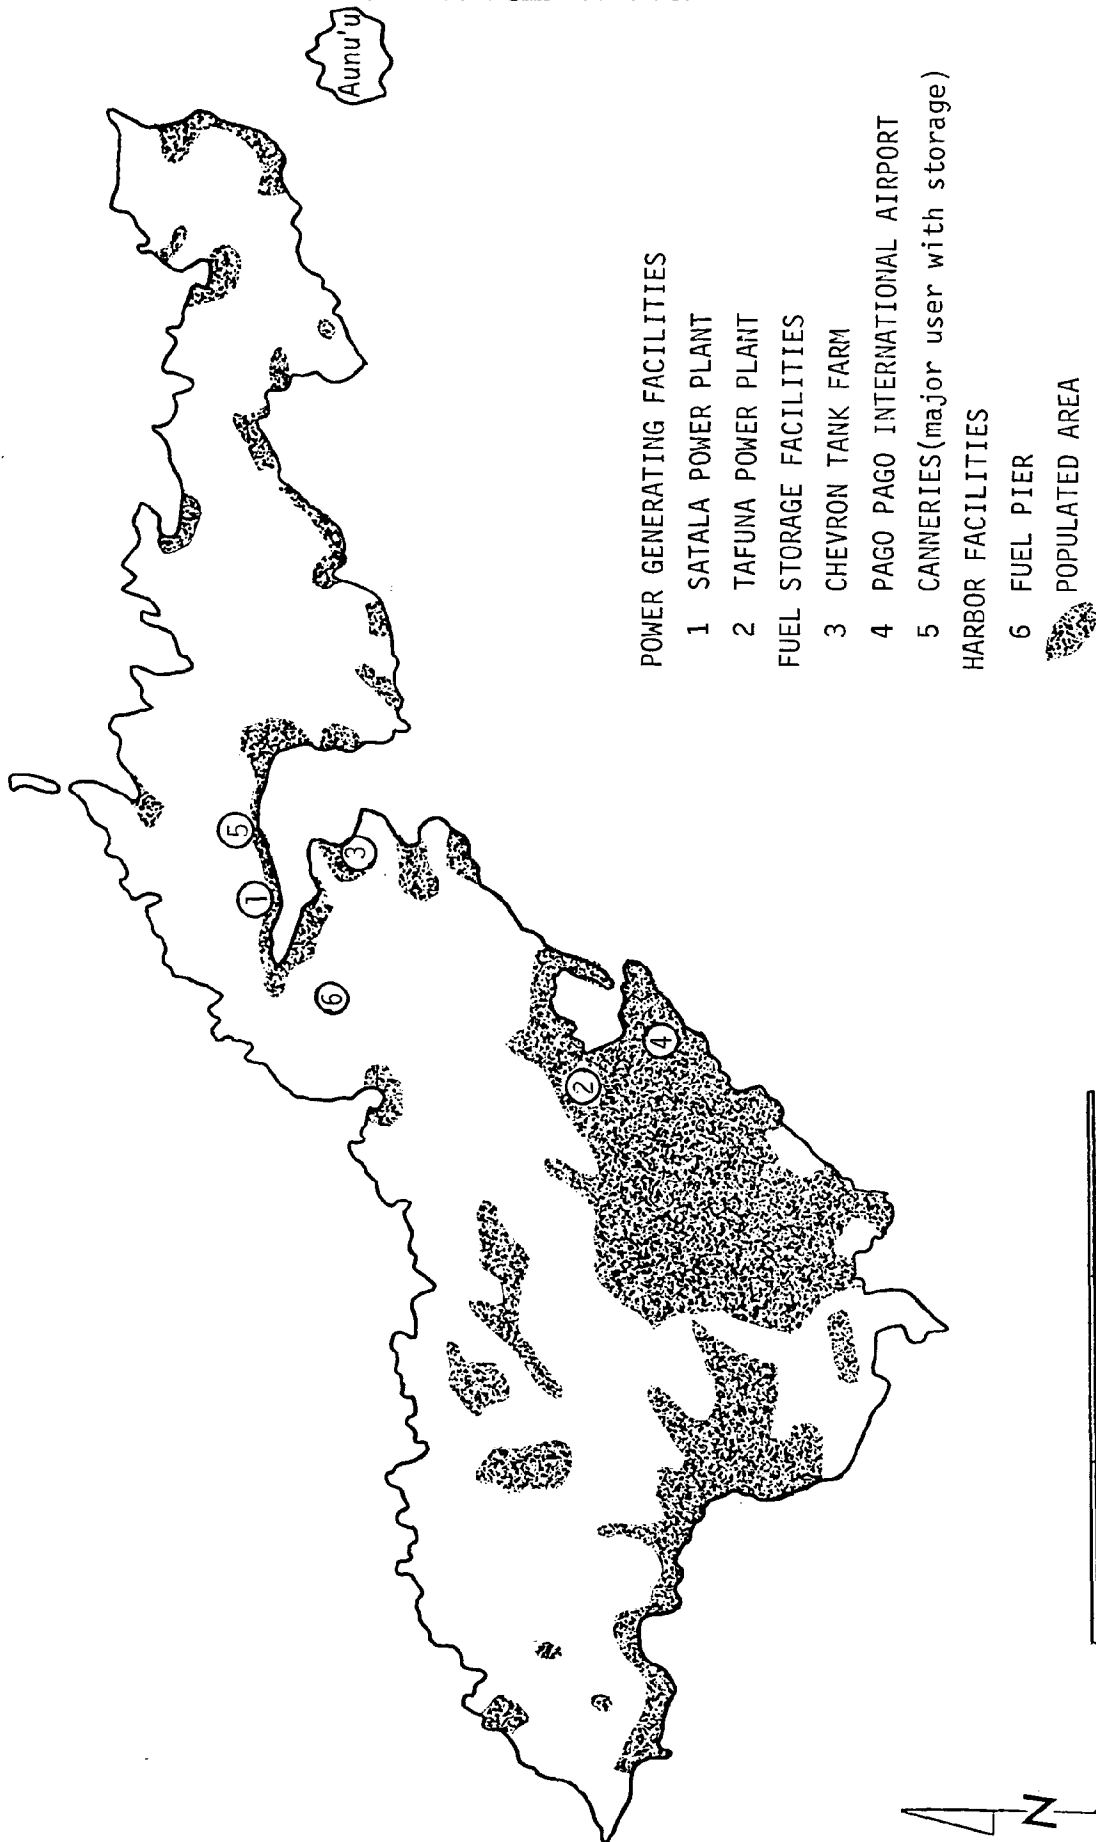 Aunu'u
5
1
3
6
2
4
POWER GENERATING FACILITIES
1 SATALA POWER PLANT
2 TAFUNA POWER PLANT
FUEL STORAGE FACILITIES
3 CHEVRON TANK FARM
4 PAGO PAGO INTERNATIONAL AIRPORT
5 CANNERIES(major user with storage)
HARBOR FACILITIES
6 FUEL PIER
POPULATED AREA
N